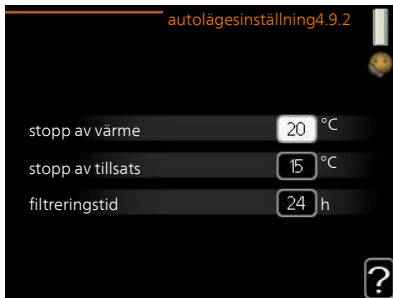 autolägesinställning4.9.2
stopp av värme 20 °C
stopp av tillsats 15 °C
filtreringstid 24 h
?